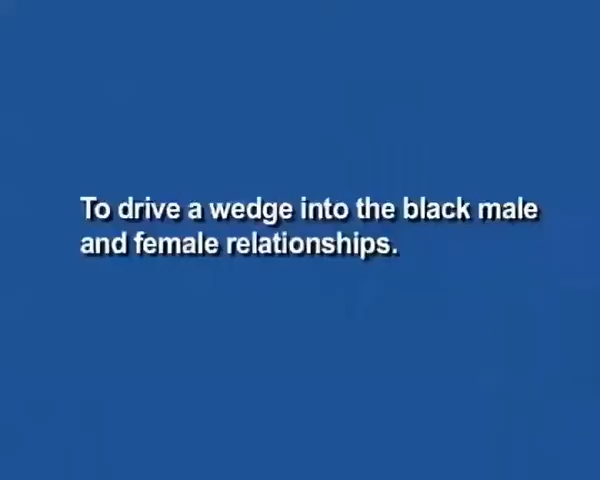 To drive a wedge into the black male
and female relationships.